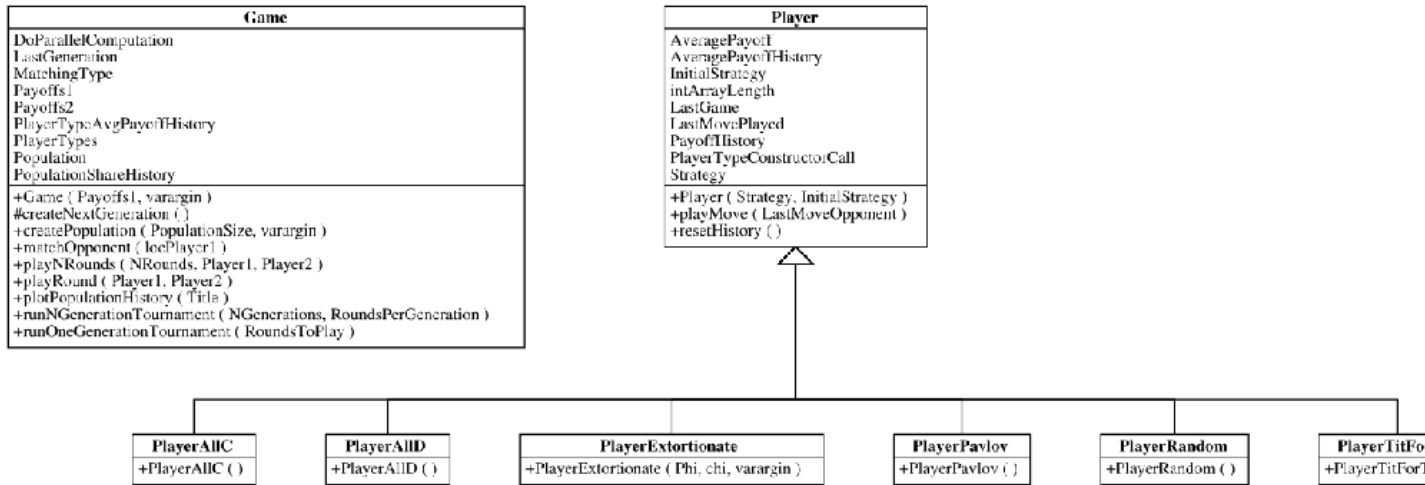 Game
DoParallelComputation
LastGeneration
MatchingType
Payoffs1
Payoffs2
PlayerTypeAvgPayoffHistory
PlayerTypes
Population
PopulationShareHistory
+Game ( Payoffs1, varargin )
#createNextGeneration ( )
+createPopulation ( PopulationSize, varargin )
+matchOpponent ( locPlayer1 )
+playNRounds ( NRounds, Player1, Player2 )
+playRound ( Player1, Player2 )
+plotPopulationHistory ( Title )
+runNGenerationTournament ( NGenerations, RoundsPerGeneration )
+runOneGenerationTournament ( RoundsToPlay )
Player
AveragePayoff
AveragePayoffHistory
InitialStrategy
intArrayLength
LastGame
LastMovePlayed
PayoffHistory
PlayerTypeConstructorCall
Strategy
+Player ( Strategy, InitialStrategy )
+playMove ( LastMoveOpponent )
+resetHistory ( )
PlayerAllC
+PlayerAllC ( )
PlayerAllD
+PlayerAllD ( )
PlayerExtortionate
+PlayerExtortionate ( Phi, chi, varargin )
PlayerPavlov
+PlayerPavlov ( )
PlayerRandom
+PlayerRandom ( )
PlayerTitFo
+PlayerTitForT